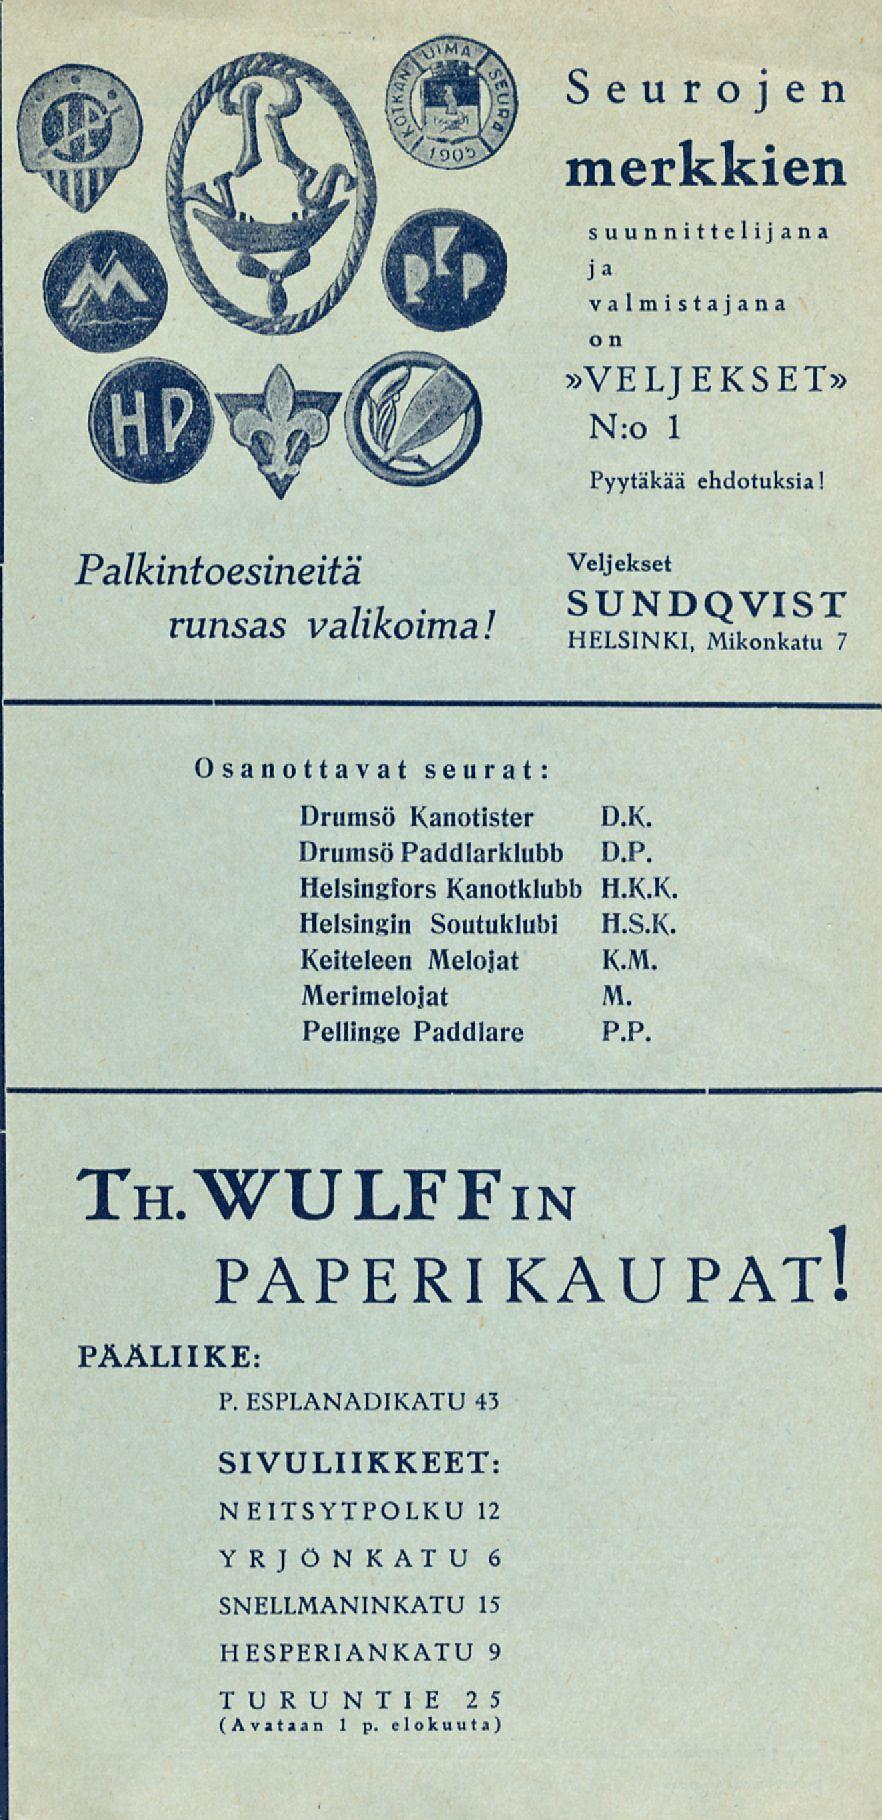 KOTKAN UIMA SEURA
1905
M
PKP
HP
Seurojen
merkkien
suunnittelijana
ja
valmistajana
on
»VELJEKSET»
N:o 1
Pyytäkää ehdotuksia!
Palkintoesineitä
runsas valikoima!
Veljekset
SUNDQVIST
HELSINKI, Mikonkatu 7
Osanottavat seurat:
Drumsö Kanotister D.K.
Drumsö Paddlarklubb D.P.
Helsingfors Kanotklubb H.K.K.
Helsingin Soutuklubi H.S.K.
Keiteleen Melojat K.M.
Merimelojat M.
Pellinge Paddlare P.P.
TH. WULFFIN
PAPERIKAUPAT!
PÄÄLIIKE:
P. ESPLANADIKATU 43
SIVULIIKKEET:
NEITSYTPOLKU 12
YRJÖNKATU 6
SNELLMANINKATU 15
HESPERIANKATU 9
TURUNTIE 25
(Avataan 1 p. elokuuta)